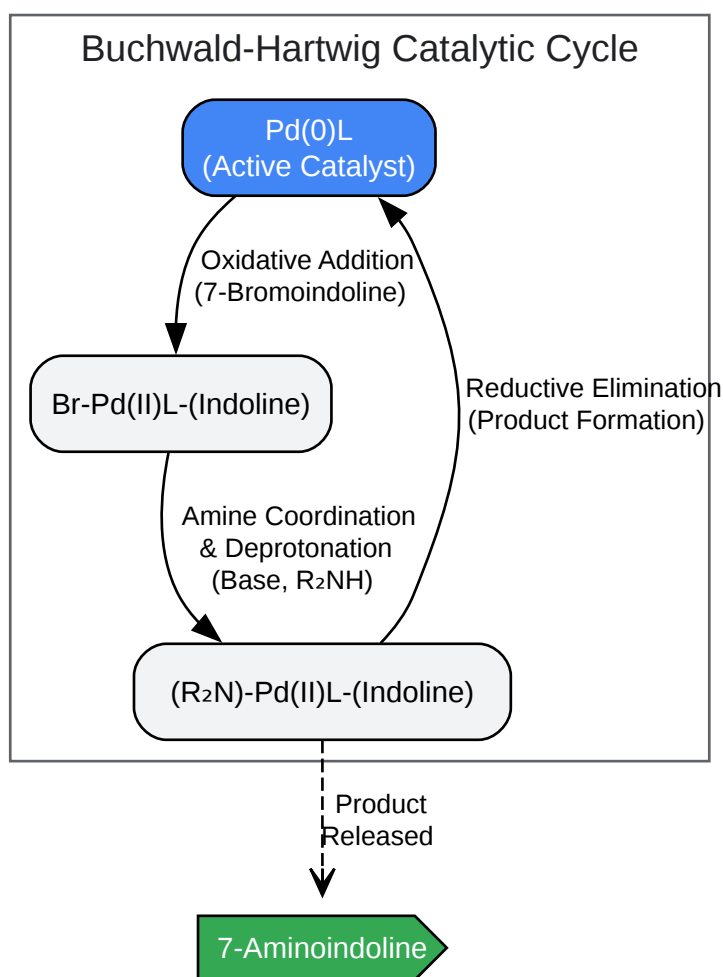 Buchwald-Hartwig Catalytic Cycle
Pd(0)L
(Active Catalyst)
Oxidative Addition
(7-Bromoindoline)
Br-Pd(II)L-(Indoline)
Reductive Elimination
(Product Formation)
Amine Coordination
& Deprotonation
(Base, R₂NH)
(R₂N)-Pd(II)L-(Indoline)
Product
Released
7-Aminoindoline